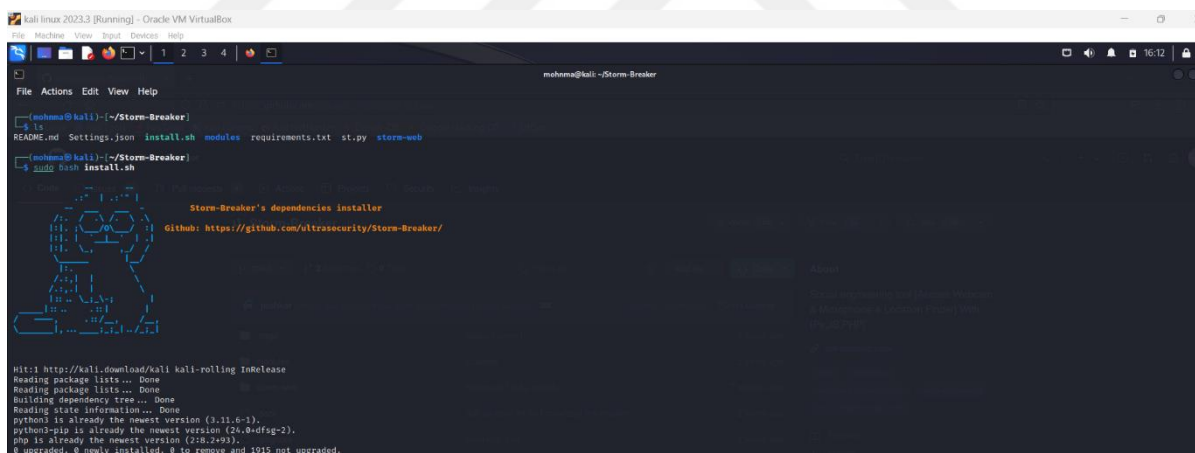 kali linux 2023.3 [Running] - Oracle VM VirtualBox
File Machine View Input Devices Help
1 2 3 4
16:12
mohnma@kali: ~/Storm-Breaker
File Actions Edit View Help
(mohnma㉿kali)-[~/Storm-Breaker]
$ ls
README.md Settings.json install.sh modules requirements.txt st.py storm-web
(mohnma㉿kali)-[~/Storm-Breaker]
$ sudo bash install.sh
Storm-Breaker's dependencies installer
Github: https://github.com/ultrasecurity/Storm-Breaker/
About
Hit:1 http://kali.download/kali kali-rolling InRelease
Reading package lists... Done
Reading package lists... Done
Building dependency tree... Done
Reading state information... Done
python3 is already the newest version (3.11.6-1).
python3-pip is already the newest version (24.0+dfsg-2).
php is already the newest version (2:8.2+93).
0 upgraded, 0 newly installed, 0 to remove and 1915 not upgraded.